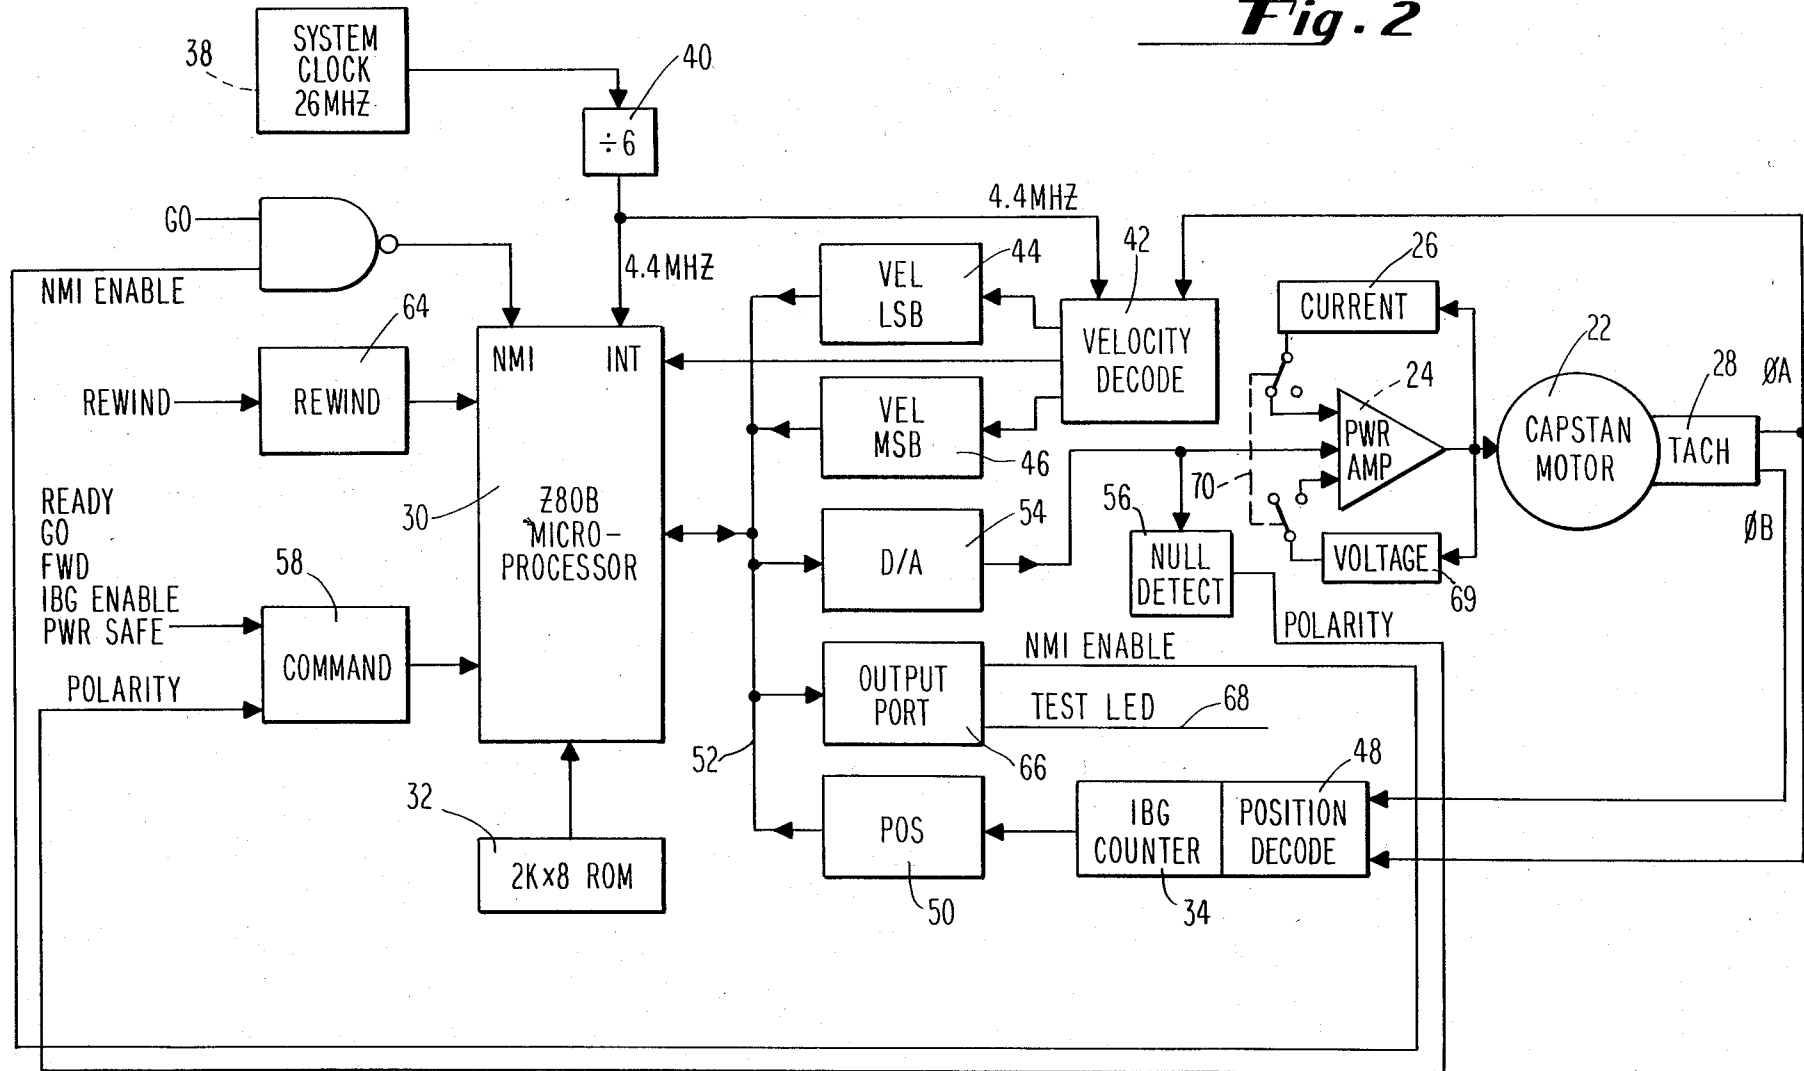 Fig. 2
38
SYSTEM
CLOCK
26MHZ
40
÷6
GO
NMI ENABLE
4.4MHZ
4.4MHZ
64
REWIND
REWIND
NMI
INT
30
Z80B
MICRO-
PROCESSOR
READY
GO
FWD
IBG ENABLE
PWR SAFE
58
COMMAND
POLARITY
32
2K×8 ROM
44
VEL
LSB
42
VELOCITY
DECODE
VEL
MSB
46
D/A
54
56
NULL
DETECT
POLARITY
OUTPUT
PORT
66
NMI ENABLE
TEST LED
68
52
POS
50
IBG
COUNTER
34
48
POSITION
DECODE
26
CURRENT
24
PWR
AMP
70
VOLTAGE
69
22
CAPSTAN
MOTOR
28
TACH
ØA
ØB